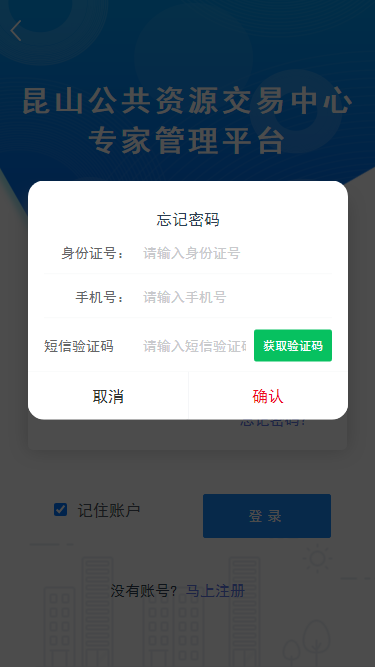 昆山公共资源交易中心
专家管理平台
忘记密码
身份证号： 请输入身份证号
手机号： 请输入手机号
短信验证码 请输入短信验证码 获取验证码
取消 确认
忘记密码?
记住账户 登录
没有账号? 马上注册